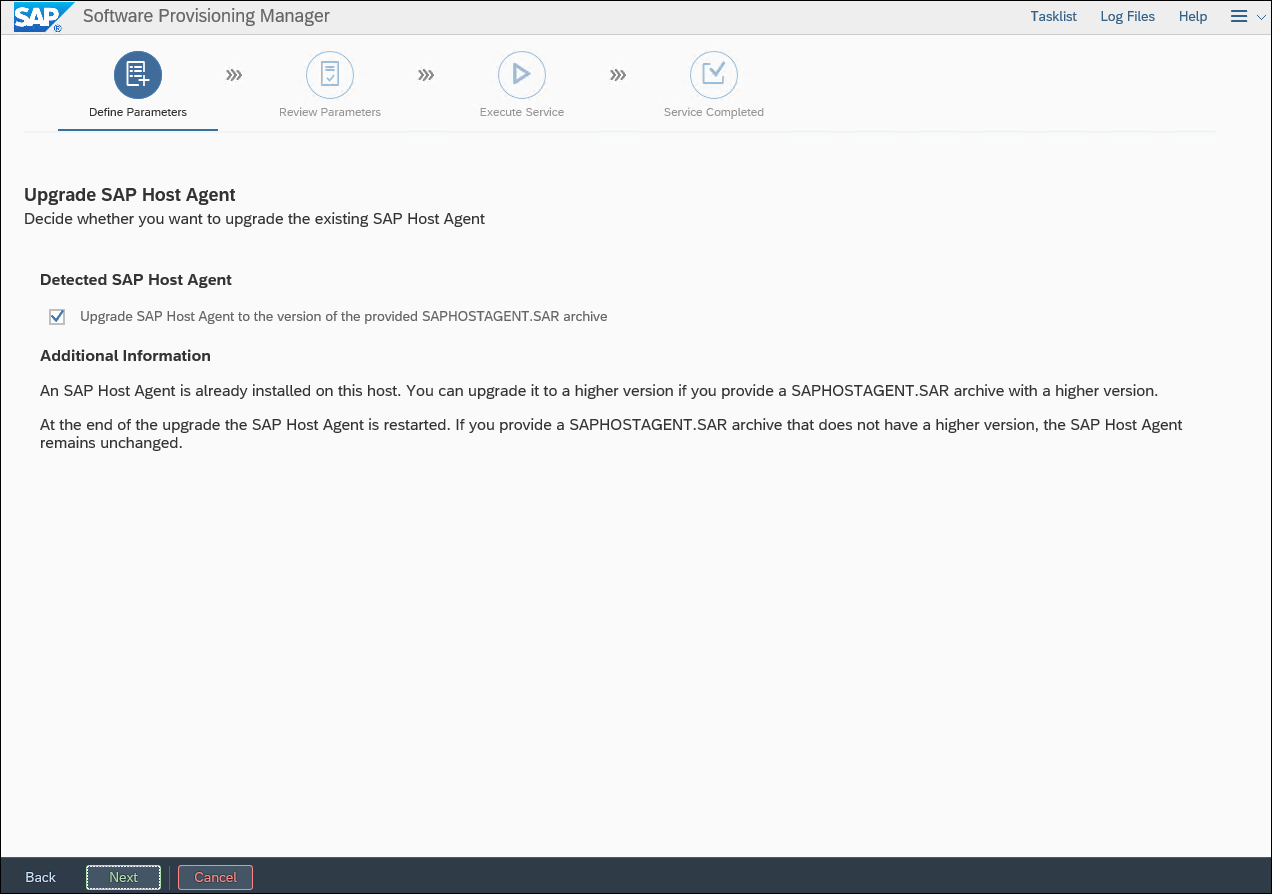 SAP® Software Provisioning Manager Tasklist Log Files Help
Define Parameters Review Parameters Execute Service Service Completed
Upgrade SAP Host Agent
Decide whether you want to upgrade the existing SAP Host Agent
Detected SAP Host Agent
Upgrade SAP Host Agent to the version of the provided SAPHOSTAGENT.SAR archive
Additional Information
An SAP Host Agent is already installed on this host. You can upgrade it to a higher version if you provide a SAPHOSTAGENT.SAR archive with a higher version.
At the end of the upgrade the SAP Host Agent is restarted. If you provide a SAPHOSTAGENT.SAR archive that does not have a higher version, the SAP Host Agent
remains unchanged.
Back Next Cancel